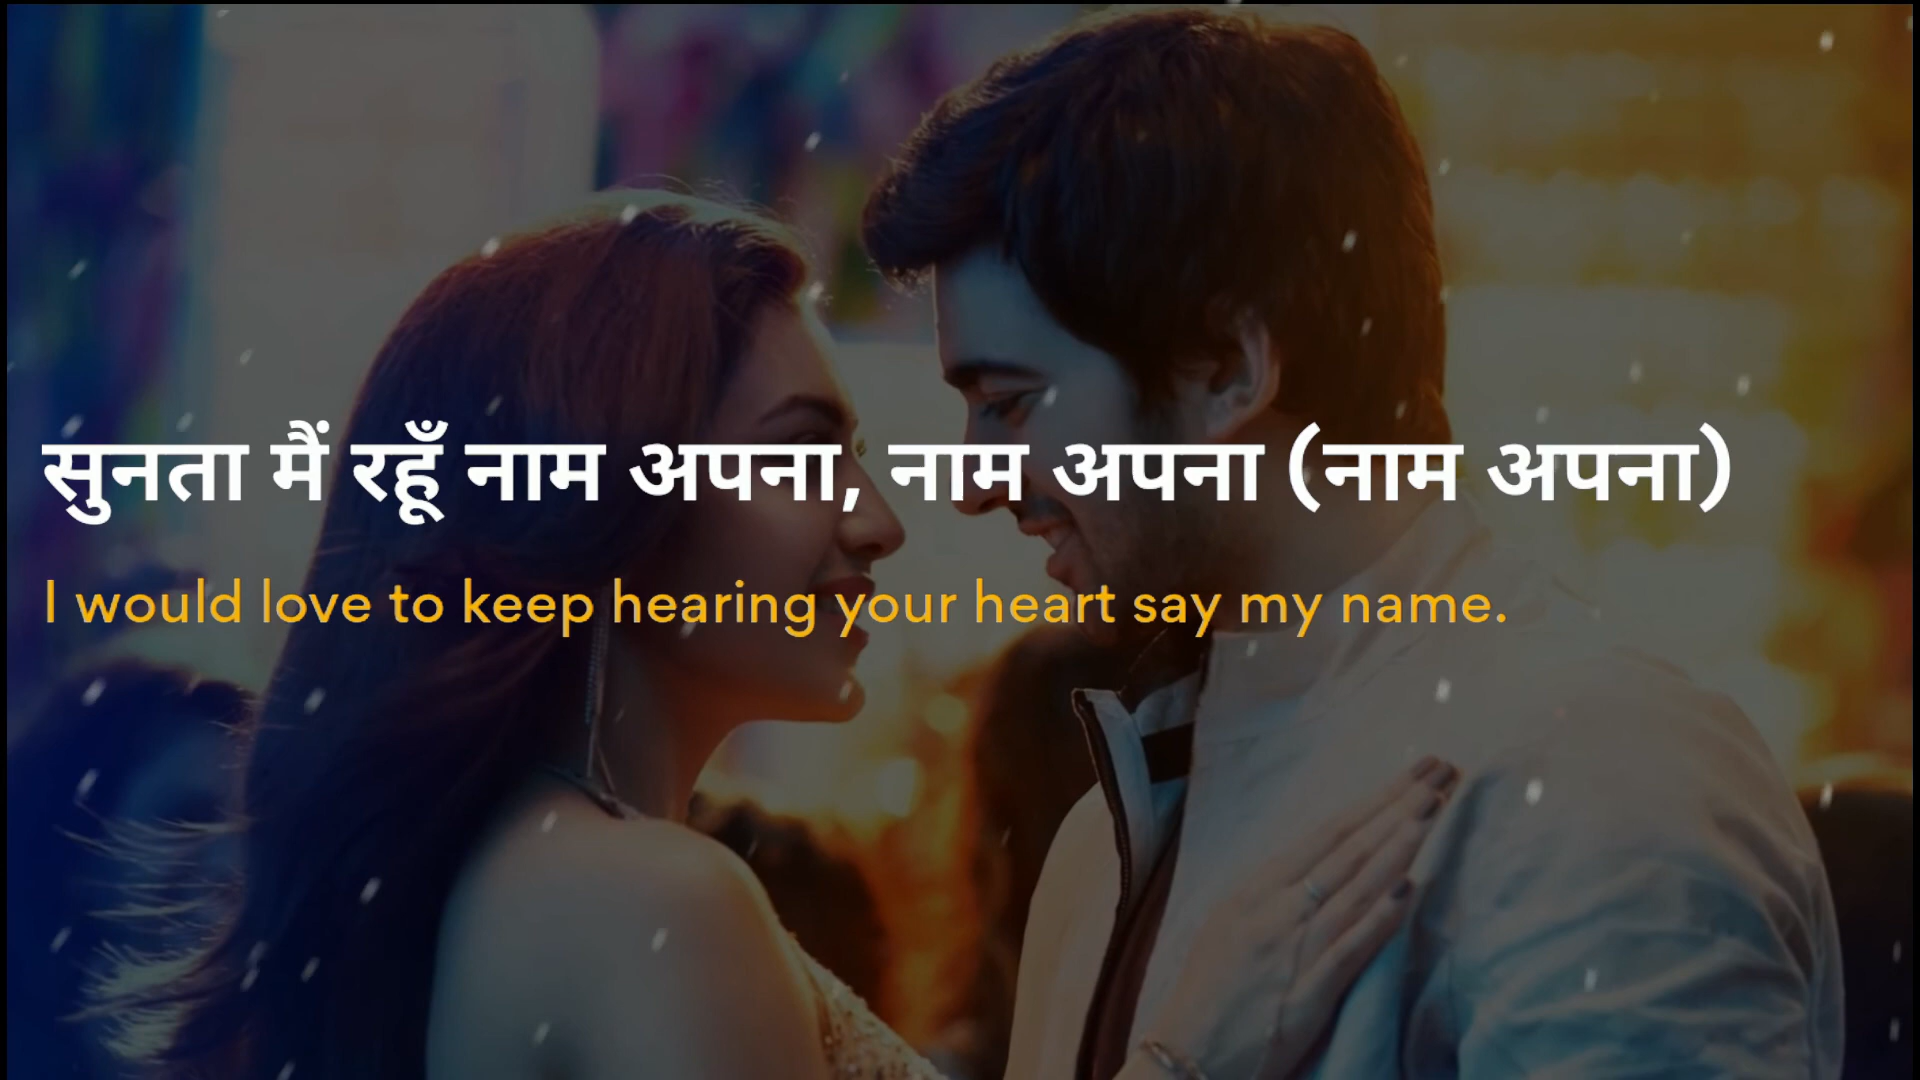 सुनता मैं रहूँ नाम अपना, नाम अपना (नाम अपना)
I would love to keep hearing your heart say my name.